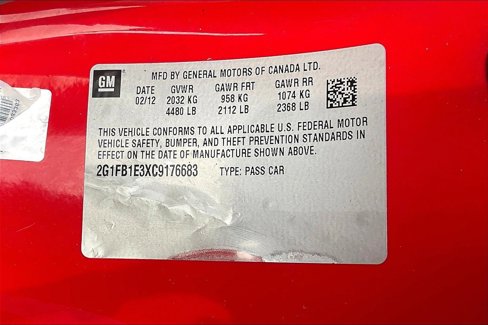 GM
MFD BY GENERAL MOTORS OF CANADA LTD.
DATE GVWR GAWR FRT GAWR RR
02/12 2032 KG 958 KG 1074 KG
4480 LB 2112 LB 2368 LB
THIS VEHICLE CONFORMS TO ALL APPLICABLE U.S. FEDERAL MOTOR
VEHICLE SAFETY, BUMPER, AND THEFT PREVENTION STANDARDS IN
EFFECT ON THE DATE OF MANUFACTURE SHOWN ABOVE.
2G1FB1E3XC9176683 TYPE: PASS CAR